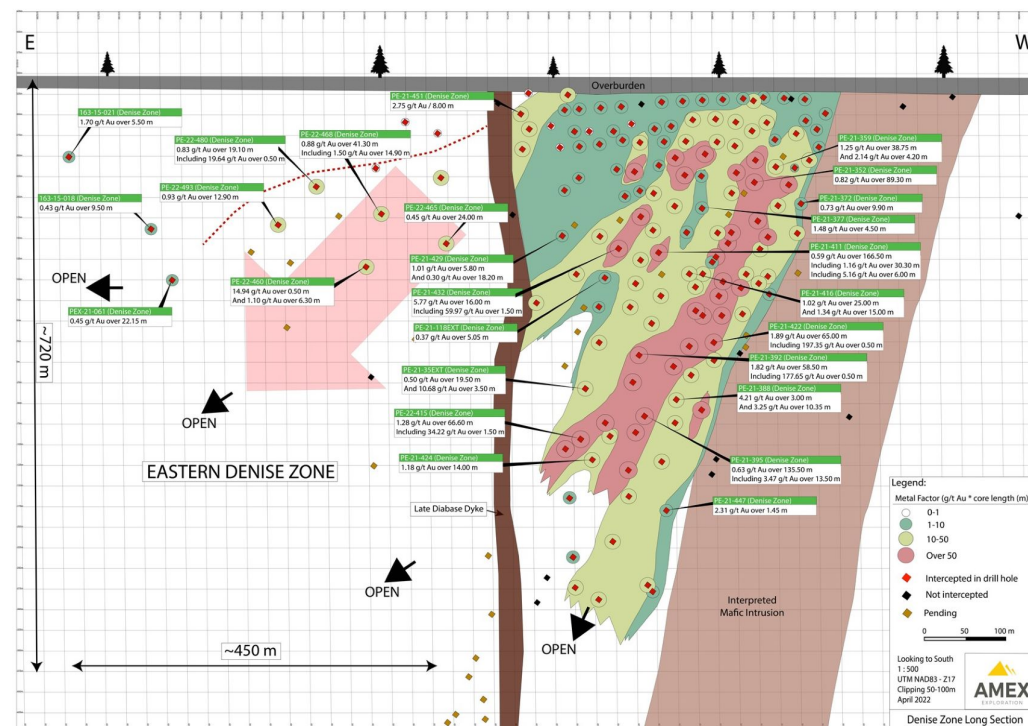 E
W
Overburden
163-15-021 (Denise Zone)
1.70 g/t Au over 5.50 m
PE-22-480 (Denise Zone)
0.83 g/t Au over 19.10 m
Including 19.64 g/t Au over 0.50 m
PE-22-468 (Denise Zone)
0.88 g/t Au over 41.30 m
Including 1.50 g/t Au over 14.90 m
PE-21-451 (Denise Zone)
2.75 g/t Au / 8.00 m
PE-21-359 (Denise Zone)
1.25 g/t Au over 38.75 m
And 2.14 g/t Au over 4.20 m
PE-21-352 (Denise Zone)
0.82 g/t Au over 89.30 m
163-15-018 (Denise Zone)
0.43 g/t Au over 9.50 m
PE-22-493 (Denise Zone)
0.93 g/t Au over 12.90 m
PE-22-465 (Denise Zone)
0.45 g/t Au over 24.00 m
PE-21-372 (Denise Zone)
0.73 g/t Au over 9.90 m
PE-21-377 (Denise Zone)
1.48 g/t Au over 4.50 m
PE-21-429 (Denise Zone)
1.01 g/t Au over 5.80 m
And 0.30 g/t Au over 18.20 m
PE-21-411 (Denise Zone)
0.59 g/t Au over 166.50 m
Including 1.16 g/t Au over 30.30 m
Including 5.16 g/t Au over 6.00 m
OPEN
PE-22-460 (Denise Zone)
14.94 g/t Au over 0.50 m
And 1.10 g/t Au over 6.30 m
PE-21-432 (Denise Zone)
5.77 g/t Au over 16.00 m
Including 59.97 g/t Au over 1.50 m
PE-21-416 (Denise Zone)
1.02 g/t Au over 25.00 m
And 1.34 g/t Au over 15.00 m
PEX-21-061 (Denise Zone)
0.45 g/t Au over 22.15 m
PE-21-118EXT (Denise Zone)
0.37 g/t Au over 5.05 m
PE-21-422 (Denise Zone)
1.89 g/t Au over 65.00 m
Including 197.35 g/t Au over 0.50 m
~720 m
PE-21-392 (Denise Zone)
1.82 g/t Au over 58.50 m
Including 177.65 g/t Au over 0.50 m
PE-21-35EXT (Denise Zone)
0.50 g/t Au over 19.50 m
And 10.68 g/t Au over 3.50 m
PE-21-388 (Denise Zone)
4.21 g/t Au over 3.00 m
And 3.25 g/t Au over 10.35 m
OPEN
PE-22-415 (Denise Zone)
1.28 g/t Au over 66.60 m
Including 34.22 g/t Au over 1.50 m
PE-21-424 (Denise Zone)
1.18 g/t Au over 14.00 m
PE-21-395 (Denise Zone)
0.63 g/t Au over 135.50 m
Including 3.47 g/t Au over 13.50 m
EASTERN DENISE ZONE
PE-21-447 (Denise Zone)
2.31 g/t Au over 1.45 m
Late Diabase Dyke
OPEN
OPEN
Interpreted
Mafic Intrusion
~450 m
Legend:
Metal Factor (g/t Au * core length (m)
0-1
1-10
10-50
Over 50
Intercepted in drill hole
Not intercepted
Pending
0 50 100 m
Looking to South
1 : 500
UTM NAD83 - Z17
Clipping 50-100m
April 2022
AMEX
EXPLORATION
Denise Zone Long Section